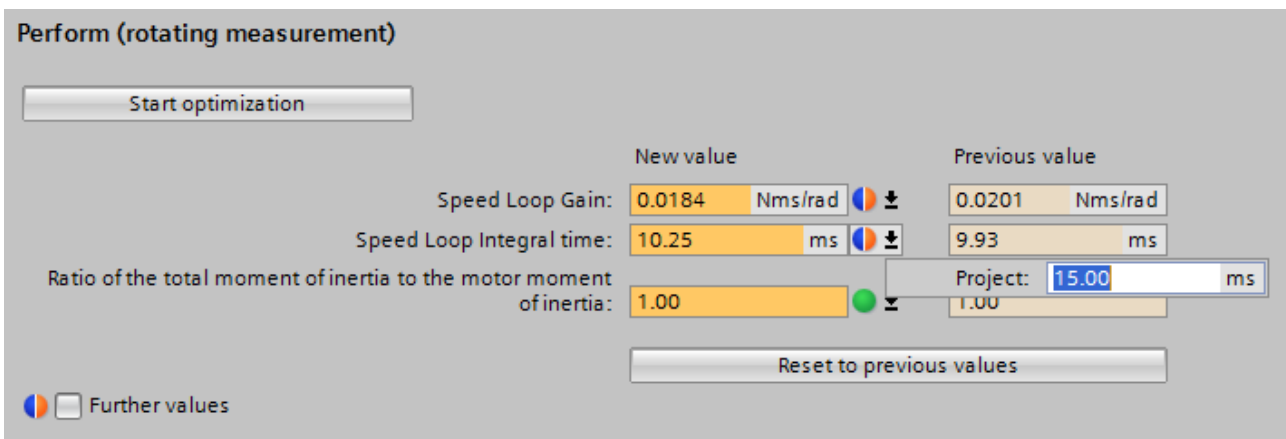 Perform (rotating measurement)
Start optimization
New value Previous value
Speed Loop Gain: 0.0184 Nms/rad 0.0201 Nms/rad
Speed Loop Integral time: 10.25 ms 9.93 ms
Project: 15.00 ms
Ratio of the total moment of inertia to the motor moment
of inertia: 1.00 1.00
Reset to previous values
Further values